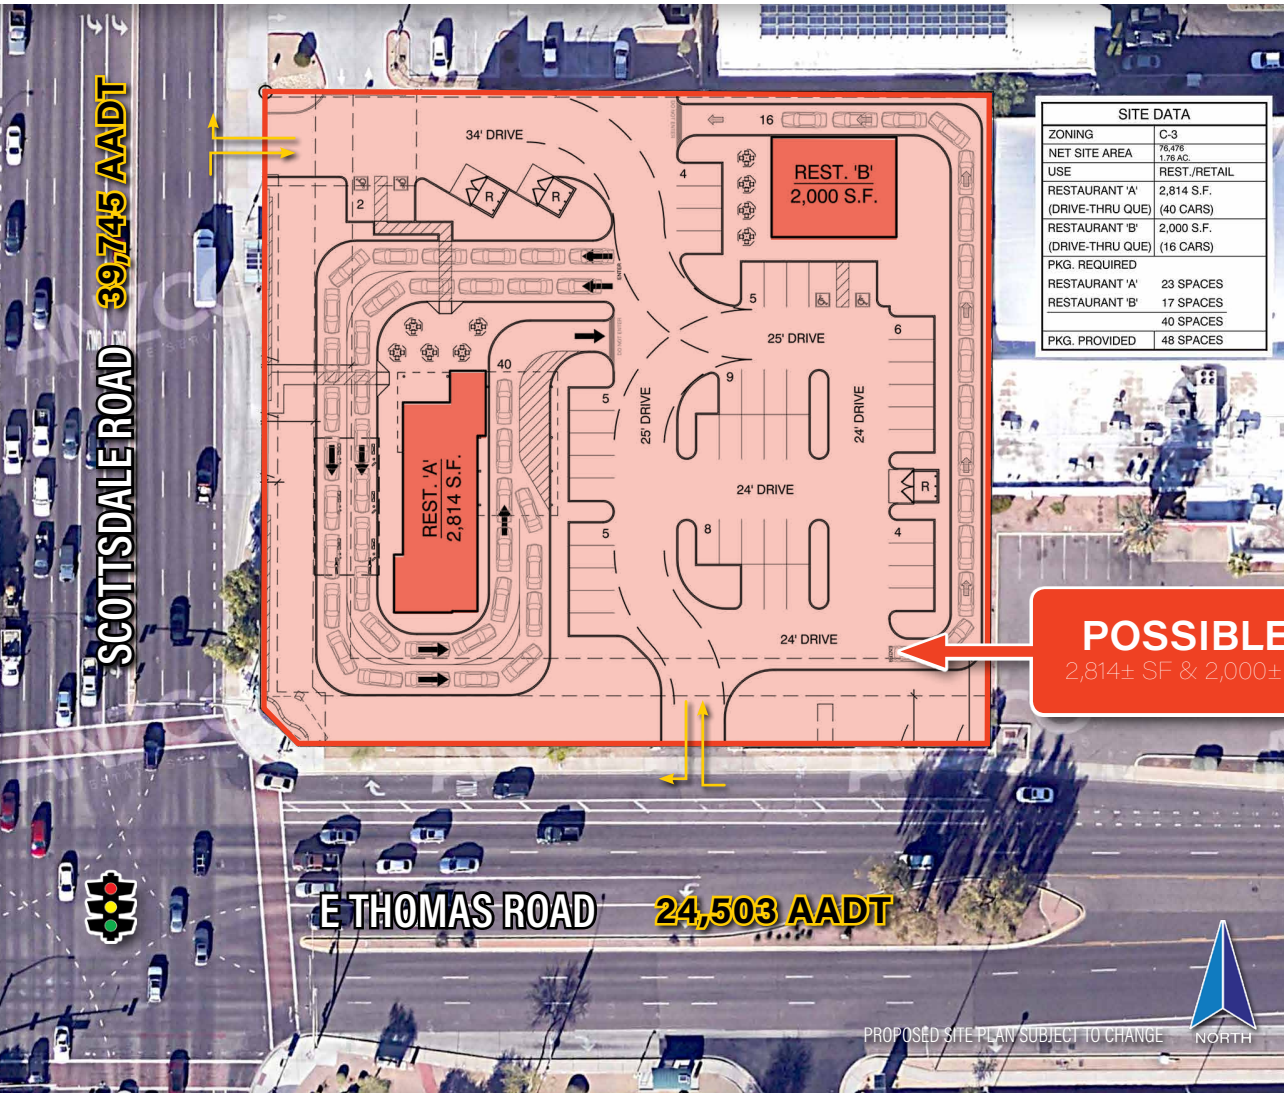 39,745 AADT
SCOTTSDALE ROAD
34' DRIVE
16
4
REST. 'B'
2,000 S.F.
R
R
2
ENTER
5
25' DRIVE
6
40
9
5
25' DRIVE
24' DRIVE
REST. 'A'
2,814 S.F.
24' DRIVE
R
5
8
4
24' DRIVE
SITE DATA
ZONING C-3
NET SITE AREA 76,476
1.76 AC.
USE REST./RETAIL
RESTAURANT 'A' 2,814 S.F.
(DRIVE-THRU QUE) (40 CARS)
RESTAURANT 'B' 2,000 S.F.
(DRIVE-THRU QUE) (16 CARS)
PKG. REQUIRED
RESTAURANT 'A' 23 SPACES
RESTAURANT 'B' 17 SPACES
40 SPACES
PKG. PROVIDED 48 SPACES
POSSIBLE
2,814± SF & 2,000±
E THOMAS ROAD
24,503 AADT
PROPOSED SITE PLAN SUBJECT TO CHANGE
NORTH